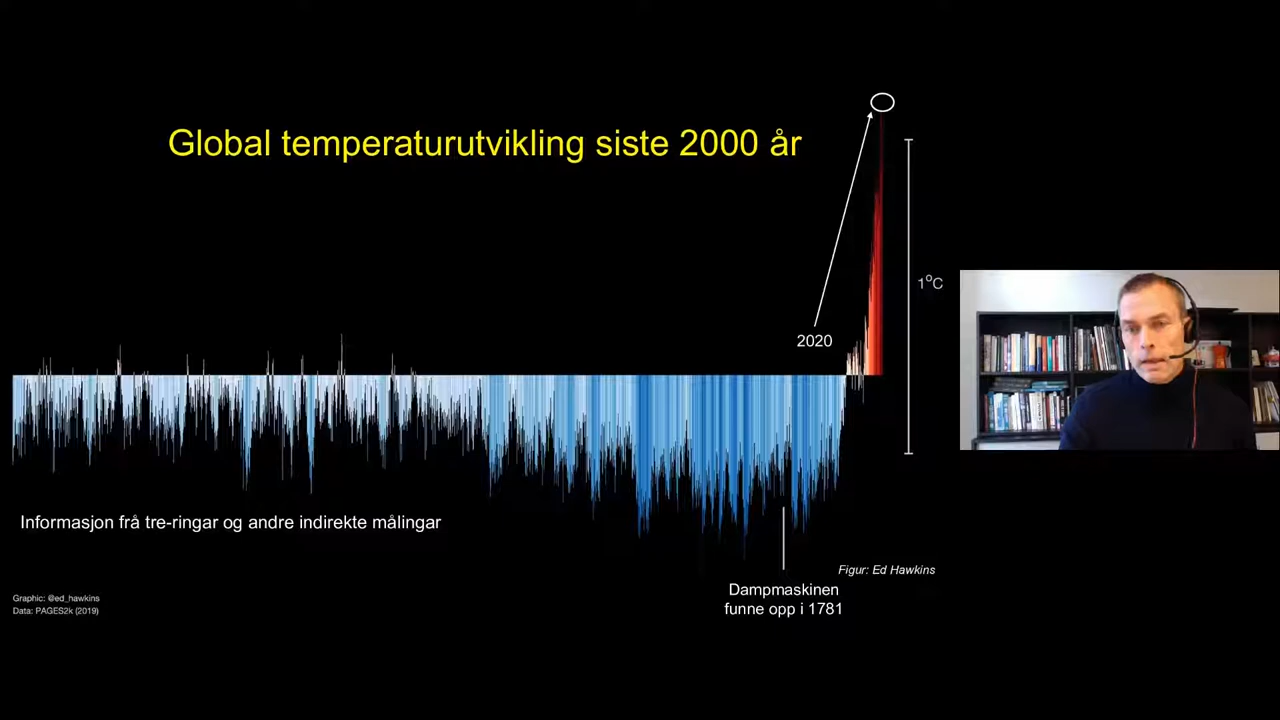 Global temperaturutvikling siste 2000 år
1°C
2020
Informasjon frå tre-ringar og andre indirekte målingar
Figur: Ed Hawkins
Dampmaskinen
funne opp i 1781
Graphic: @ed_hawkins
Data: PAGES2k (2019)